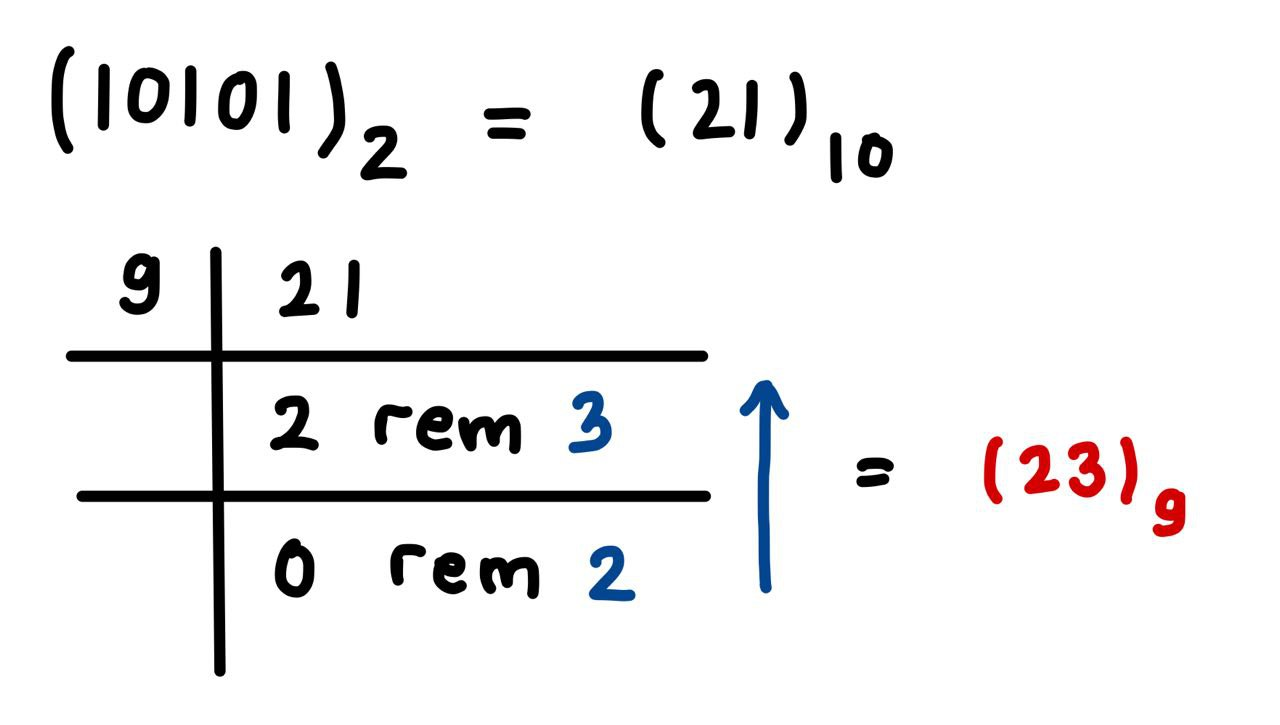 (10101)₂ = (21)₁₀
9 21
2 rem 3
= (23)₉
0 rem 2